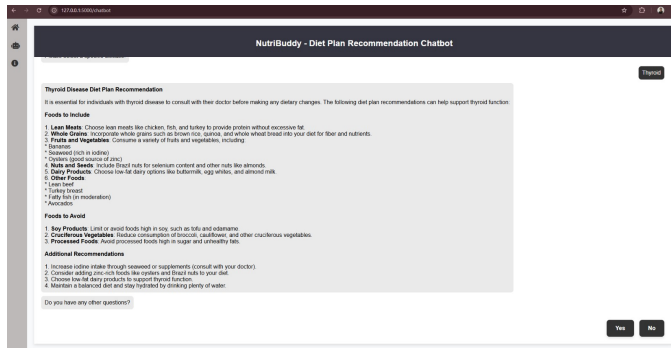 127.0.0.1:5000/chatbot
NutriBuddy - Diet Plan Recommendation Chatbot
Thyroid
Thyroid Disease Diet Plan Recommendation
It is essential for individuals with thyroid disease to consult with their doctor before making any dietary changes. The following diet plan recommendations can help support thyroid function:
Foods to Include
1. Lean Meats: Choose lean meats like chicken, fish, and turkey to provide protein without excessive fat.
2. Whole Grains: Incorporate whole grains such as brown rice, quinoa, and whole wheat bread into your diet for fiber and nutrients.
3. Fruits and Vegetables: Consume a variety of fruits and vegetables, including:
* Bananas
* Seaweed (rich in iodine)
* Oysters (good source of zinc)
4. Nuts and Seeds: Include Brazil nuts for selenium content and other nuts like almonds.
5. Dairy Products: Choose low-fat dairy options like buttermilk, egg whites, and almond milk.
6. Other Foods:
* Lean beef
* Turkey breast
* Fatty fish (in moderation)
* Avocados
Foods to Avoid
1. Soy Products: Limit or avoid foods high in soy, such as tofu and edamame.
2. Cruciferous Vegetables: Reduce consumption of broccoli, cauliflower, and other cruciferous vegetables.
3. Processed Foods: Avoid processed foods high in sugar and unhealthy fats.
Additional Recommendations
1. Increase iodine intake through seaweed or supplements (consult with your doctor).
2. Consider adding zinc-rich foods like oysters and Brazil nuts to your diet.
3. Choose low-fat dairy products to support thyroid function.
4. Maintain a balanced diet and stay hydrated by drinking plenty of water.
Do you have any other questions?
Yes
No